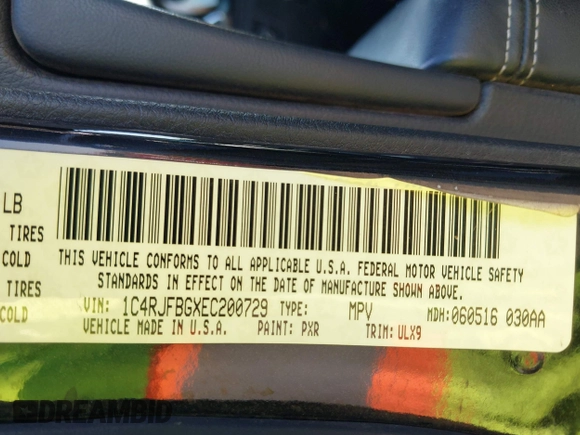 LB
TIRES
COLD
TIRES
COLD
THIS VEHICLE CONFORMS TO ALL APPLICABLE U.S.A. FEDERAL MOTOR VEHICLE SAFETY
STANDARDS IN EFFECT ON THE DATE OF MANUFACTURE SHOWN ABOVE.
VIN: 1C4RJFBGXEC200729 TYPE: MPV MDH: 060516 030AA
VEHICLE MADE IN U.S.A. PAINT: PXR TRIM: ULX9
DREAMBID